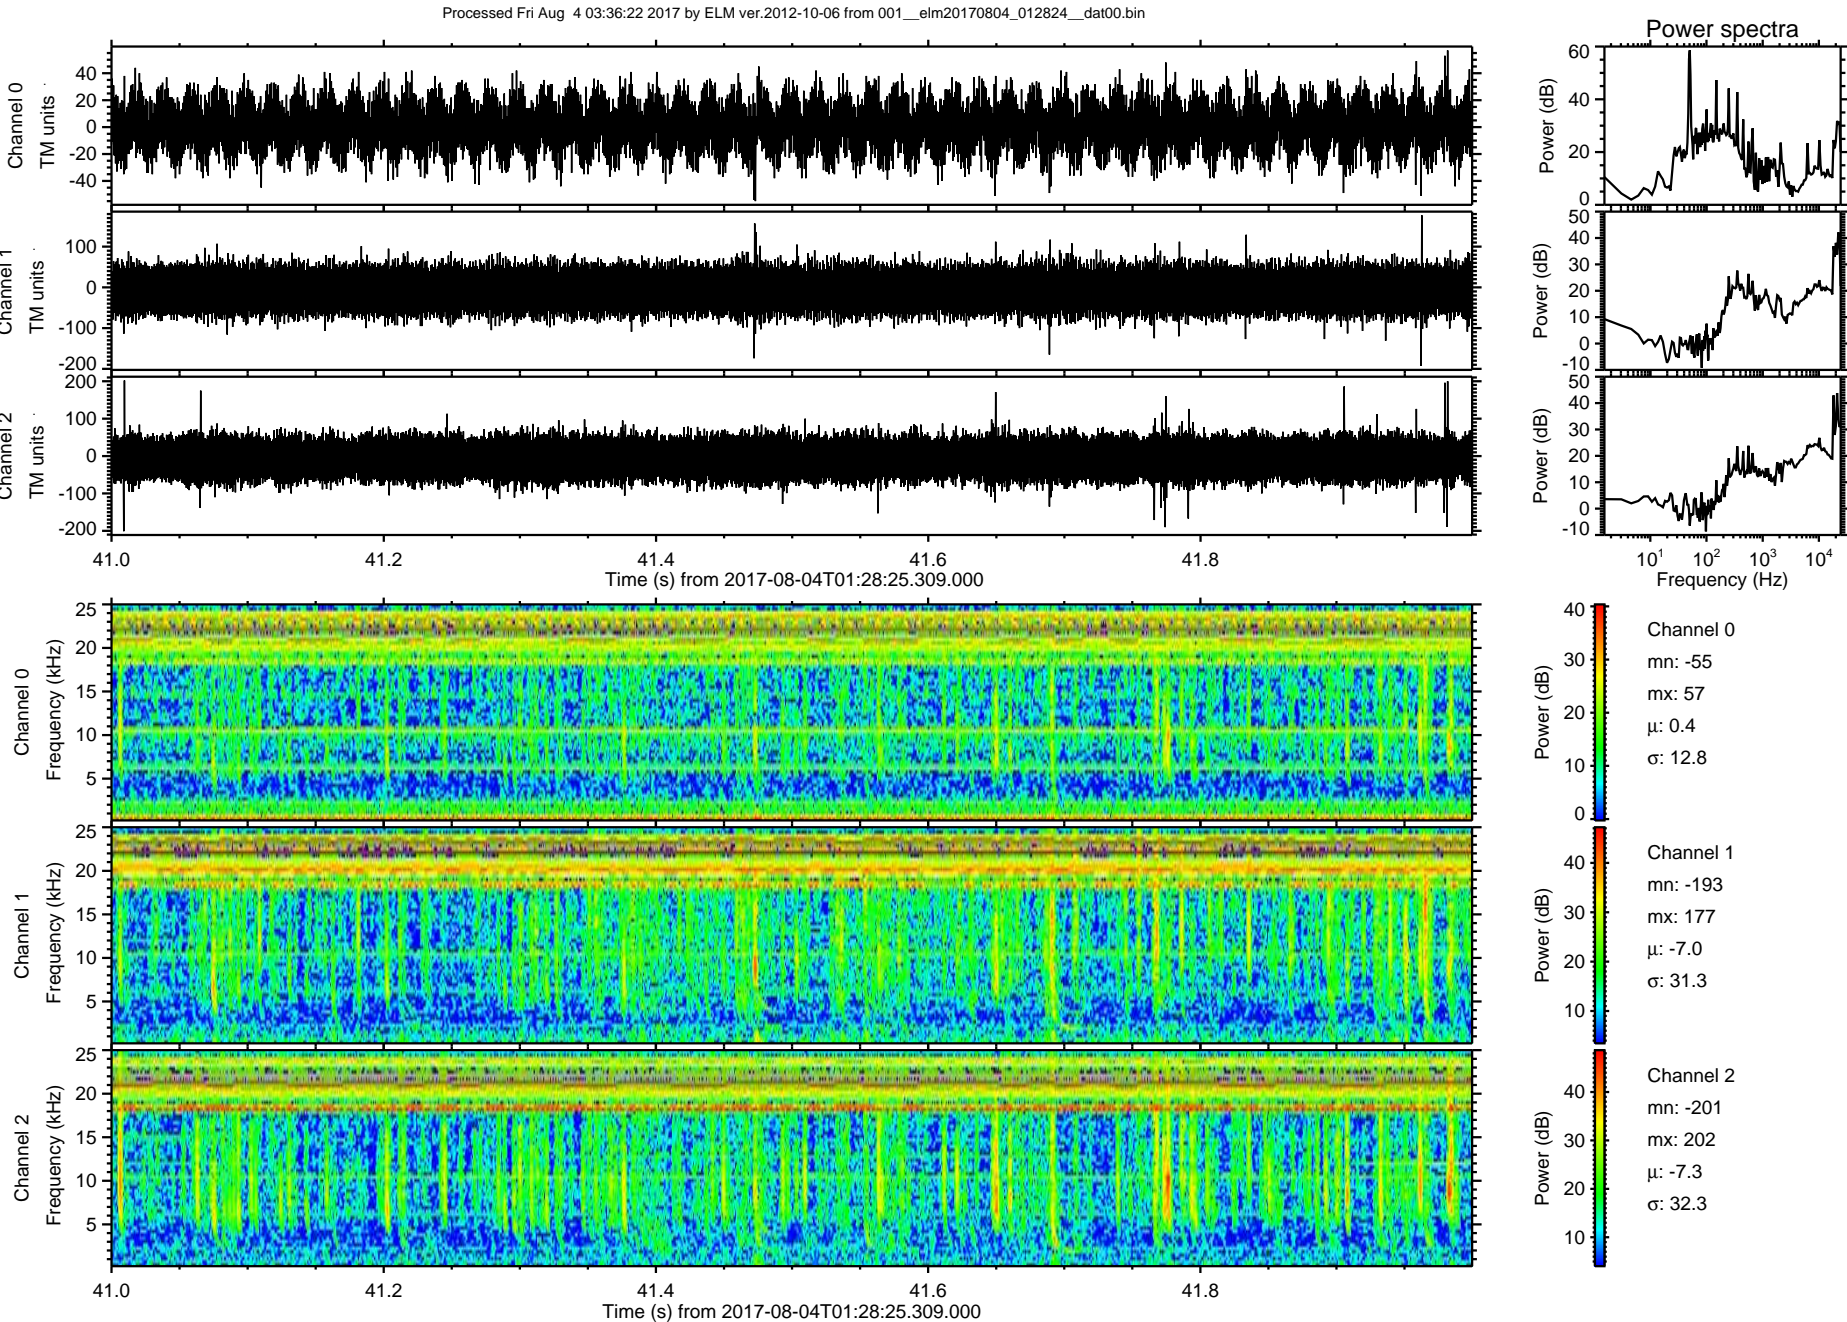 Processed Fri Aug 4 03:36:22 2017 by ELM ver.2012-10-06 from 001__elm20170804_012824__dat00.bin
Power spectra
Channel 0
TM units
40
20
0
-20
-40
Power (dB)
60
40
20
0
Channel 1
TM units
100
0
-100
-200
Power (dB)
50
40
30
20
10
0
-10
Channel 2
TM units
200
100
0
-100
-200
Power (dB)
50
40
30
20
10
0
-10
41.0 41.2 41.4 41.6 41.8
Time (s) from 2017-08-04T01:28:25.309.000
10^1 10^2 10^3 10^4
Frequency (Hz)
Channel 0
Frequency (kHz)
25
20
15
10
5
Power (dB)
40
30
20
10
0
Channel 0
mn: -55
mx: 57
μ: 0.4
σ: 12.8
Channel 1
Frequency (kHz)
25
20
15
10
5
Power (dB)
40
30
20
10
Channel 1
mn: -193
mx: 177
μ: -7.0
σ: 31.3
Channel 2
Frequency (kHz)
25
20
15
10
5
Power (dB)
40
30
20
10
Channel 2
mn: -201
mx: 202
μ: -7.3
σ: 32.3
41.0 41.2 41.4 41.6 41.8
Time (s) from 2017-08-04T01:28:25.309.000